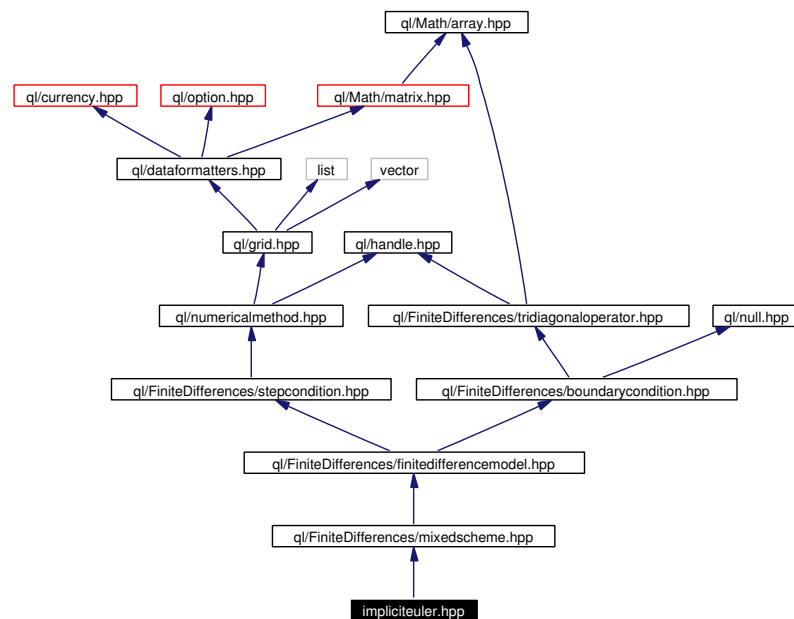 ql/Math/array.hpp
ql/currency.hpp
ql/option.hpp
ql/Math/matrix.hpp
ql/dataformatters.hpp
list
vector
ql/grid.hpp
ql/handle.hpp
ql/numericalmethod.hpp
ql/FiniteDifferences/tridiagonaloperator.hpp
ql/null.hpp
ql/FiniteDifferences/stepcondition.hpp
ql/FiniteDifferences/boundarycondition.hpp
ql/FiniteDifferences/finitedifferencemodel.hpp
ql/FiniteDifferences/mixedscheme.hpp
impliciteuler.hpp